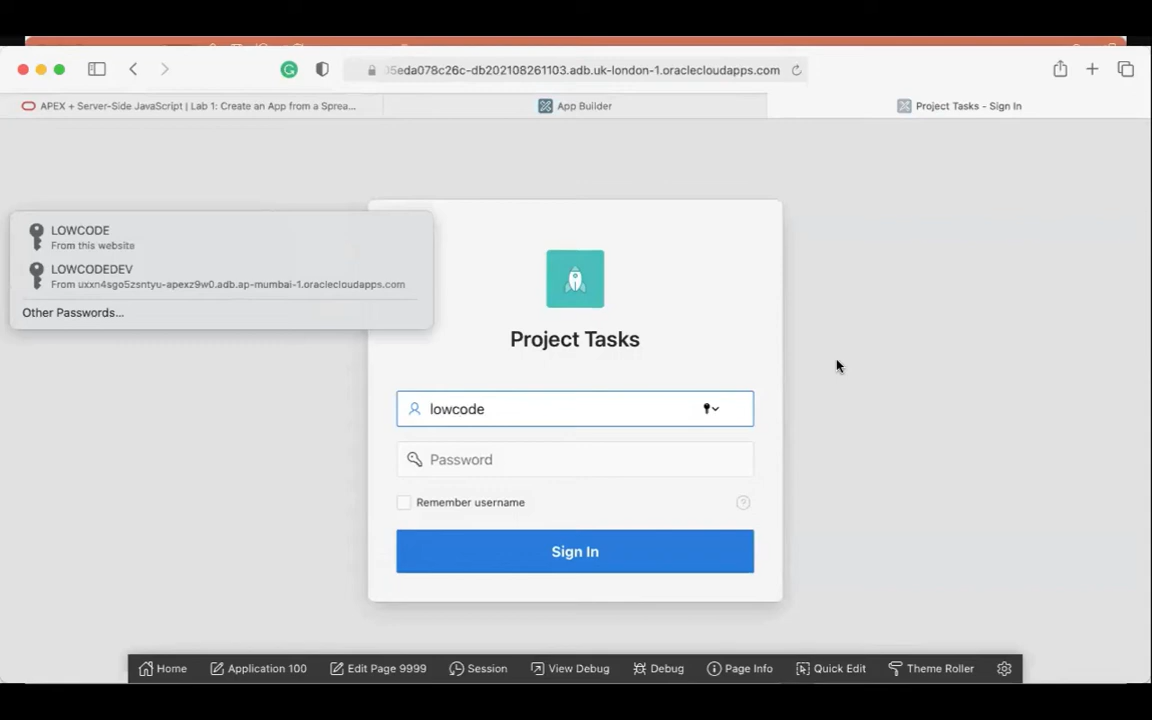 05eda078c26c-db202108261103.adb.uk-london-1.oraclecloudapps.com
APEX + Server-Side JavaScript | Lab 1: Create an App from a Sprea...
App Builder
Project Tasks - Sign In
LOWCODE
From this website
LOWCODEDEV
From uxxn4sgo5zsntyu-apexz9w0.adb.ap-mumbai-1.oraclecloudapps.com
Other Passwords...
Project Tasks
lowcode
Password
Remember username
Sign In
Home
Application 100
Edit Page 9999
Session
View Debug
Debug
Page Info
Quick Edit
Theme Roller